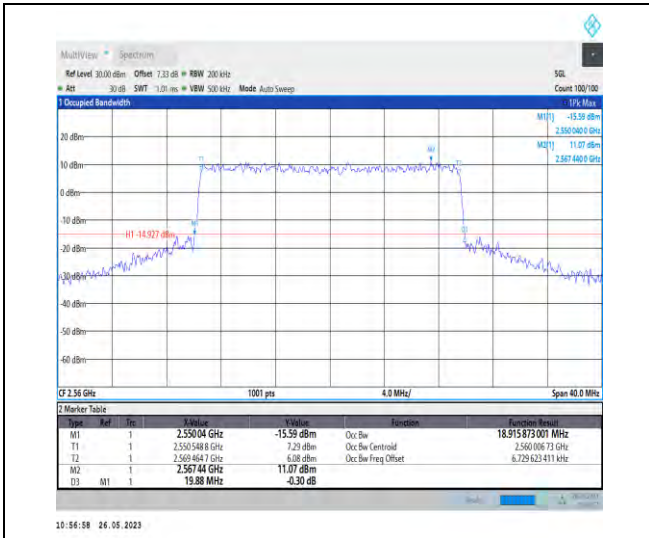 MultiView Spectrum
Ref Level 30.00 dBm Offset 7.33 dB RBW 200 kHz SGL
Att 30 dB SWT 1.01 ms VBW 500 kHz Mode Auto Sweep Count 100/100
1 Occupied Bandwidth 1Pk Max
M1[1] -15.59 dBm
2.550 040 0 GHz
20 dBm M2[1] 11.07 dBm
2.567 440 0 GHz
M2
T1 T2
10 dBm
0 dBm
-10 dBm
M1
H1 -14.927 dBm D3
-20 dBm
-30 dBm
-40 dBm
-50 dBm
-60 dBm
CF 2.56 GHz 1001 pts 4.0 MHz/ Span 40.0 MHz
2 Marker Table
Type Ref Trc X-Value Y-Value Function Function Result
M1 1 2.55004 GHz -15.59 dBm Occ Bw 18.915 873 001 MHz
T1 1 2.550 548 8 GHz 7.29 dBm Occ Bw Centroid 2.560 006 73 GHz
T2 1 2.569 464 7 GHz 6.08 dBm Occ Bw Freq Offset 6.729 623 411 kHz
M2 1 2.567 44 GHz 11.07 dBm
D3 M1 1 19.88 MHz -0.30 dB
10:56:58 26.05.2023